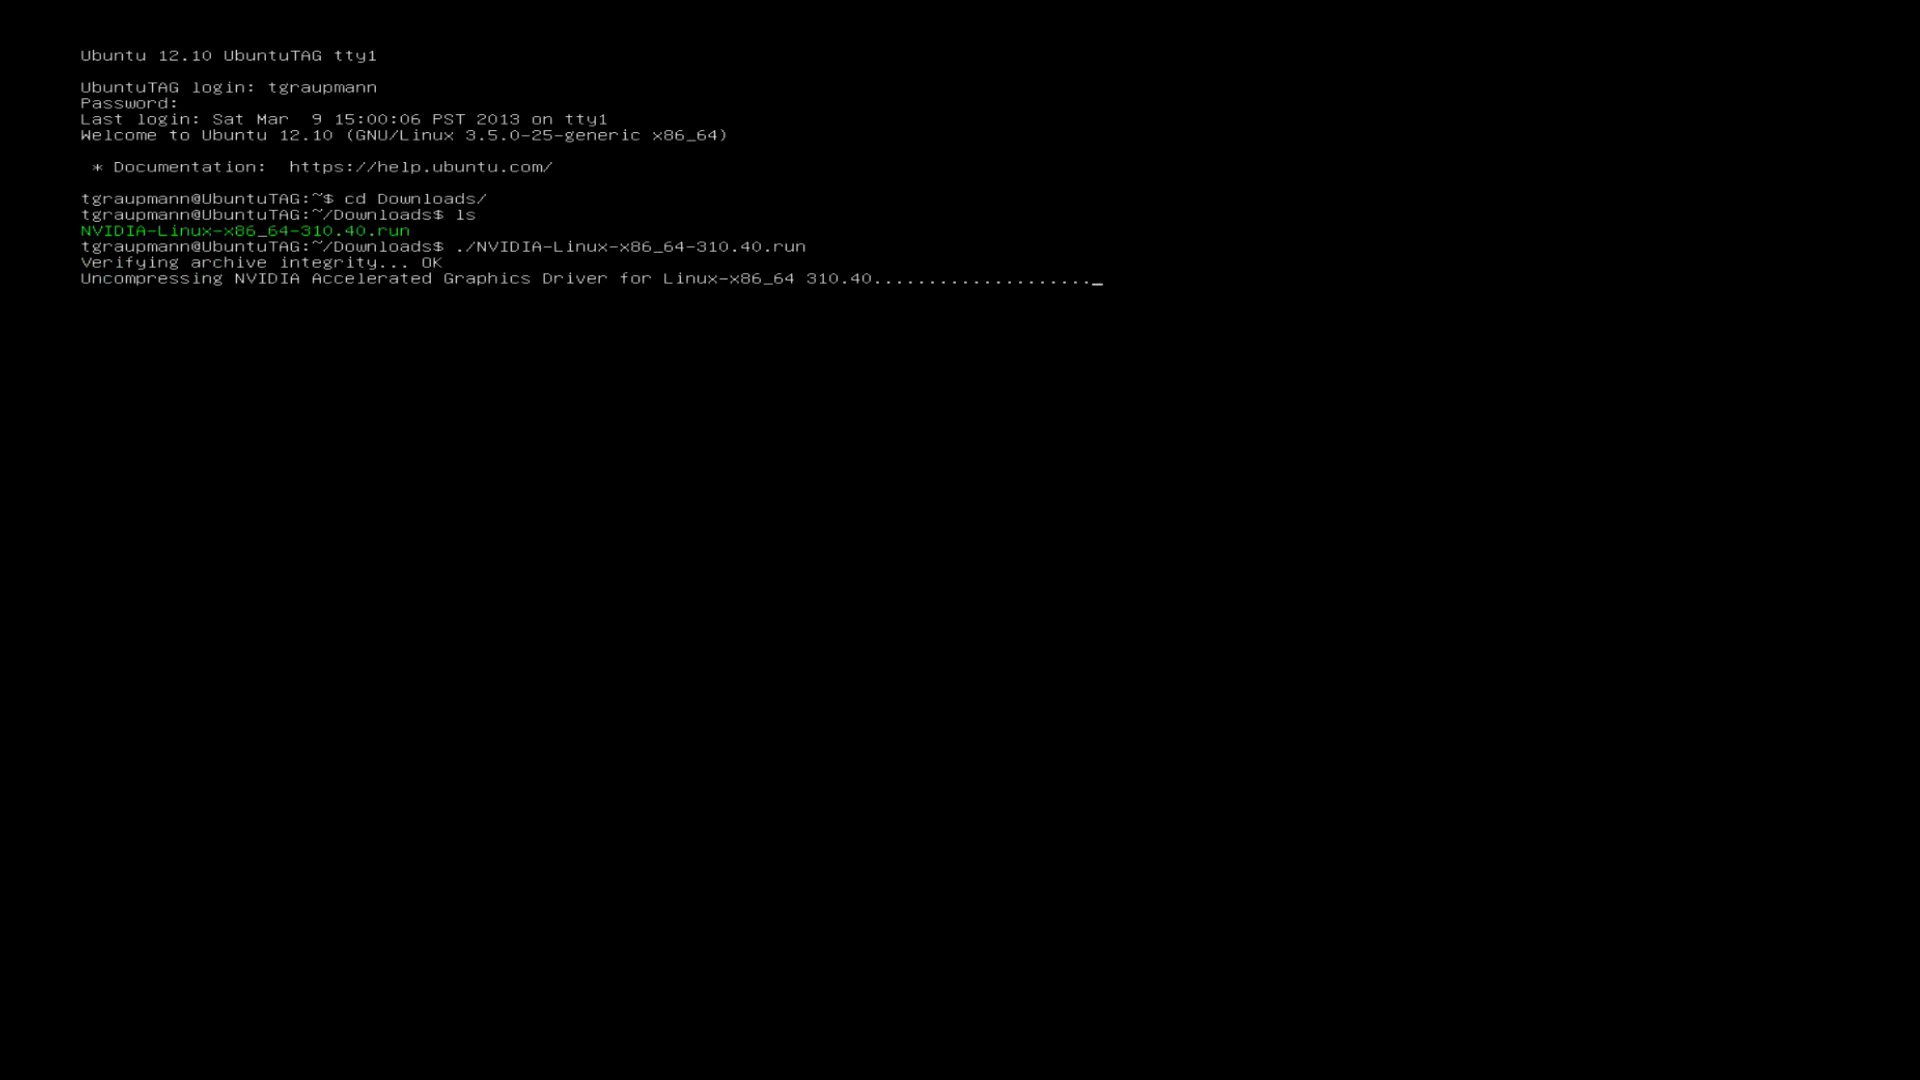 Ubuntu 12.10 UbuntuTAG tty1
UbuntuTAG login: tgraupmann
Password:
Last login: Sat Mar  9 15:00:06 PST 2013 on tty1
Welcome to Ubuntu 12.10 (GNU/Linux 3.5.0-25-generic x86_64)
 * Documentation:  https://help.ubuntu.com/
tgraupmann@UbuntuTAG:~$ cd Downloads/
tgraupmann@UbuntuTAG:~/Downloads$ ls
NVIDIA-Linux-x86_64-310.40.run
tgraupmann@UbuntuTAG:~/Downloads$ ./NVIDIA-Linux-x86_64-310.40.run
Verifying archive integrity... OK
Uncompressing NVIDIA Accelerated Graphics Driver for Linux-x86_64 310.40...................._